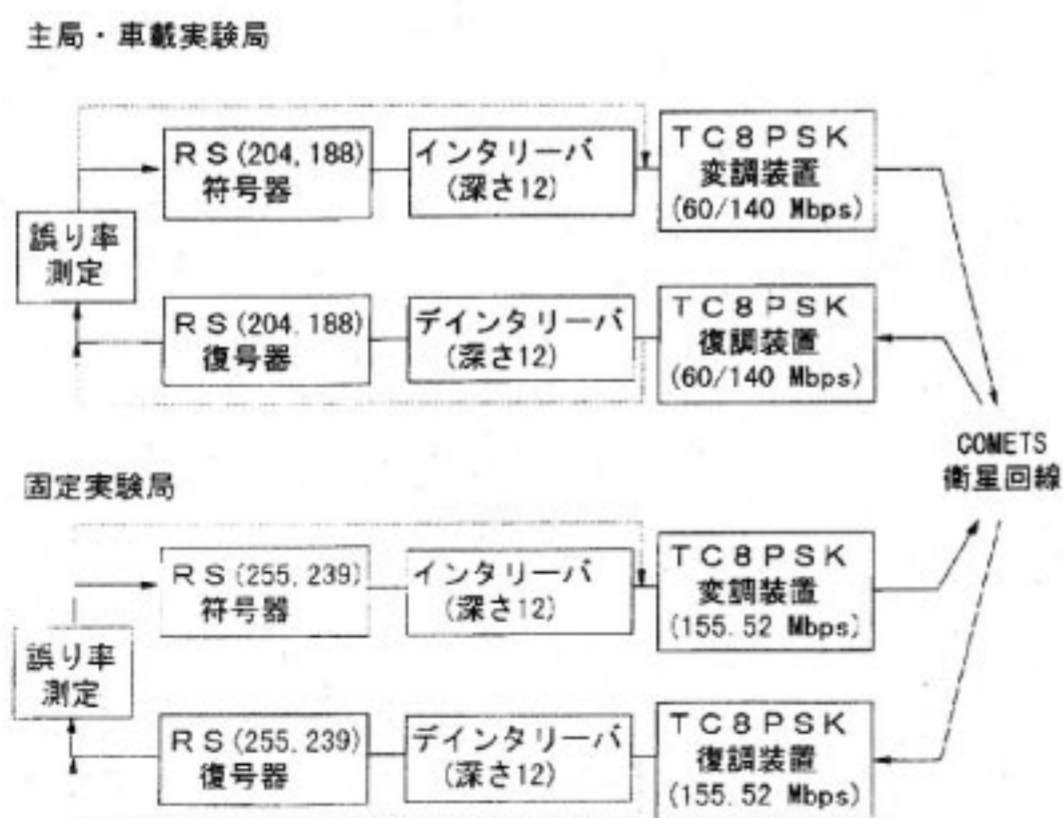 主局・車載実験局
RS(204,188)
符号器
インタリーバ
(深さ12)
TC8PSK
変調装置
(60/140 Mbps)
誤り率
測定
RS(204.188)
復号器
デインタリーバ
(深さ12)
TC8PSK
復調装置
(60/140 Mbps)
COMETS
衛星回線
固定実験局
RS(255,239)
符号器
インタリーバ
(深さ12)
TC8PSK
変調装置
(155.52 Mbps)
誤り率
測定
RS(255,239)
復号器
デインタリーバ
(深さ12)
TC8PSK
復調装置
(155.52 Mbps)